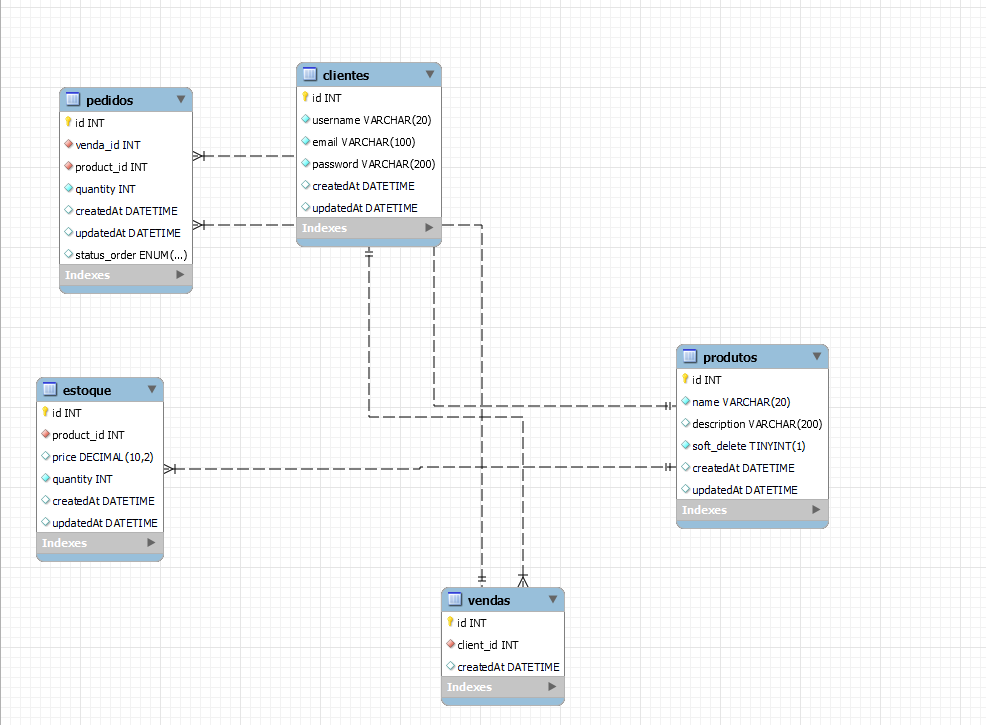 pedidos
id INT
venda_id INT
product_id INT
quantity INT
createdAt DATETIME
updatedAt DATETIME
status_order ENUM(...)
Indexes
clientes
id INT
username VARCHAR(20)
email VARCHAR(100)
password VARCHAR(200)
createdAt DATETIME
updatedAt DATETIME
Indexes
estoque
id INT
product_id INT
price DECIMAL(10,2)
quantity INT
createdAt DATETIME
updatedAt DATETIME
Indexes
produtos
id INT
name VARCHAR(20)
description VARCHAR(200)
soft_delete TINYINT(1)
createdAt DATETIME
updatedAt DATETIME
Indexes
vendas
id INT
client_id INT
createdAt DATETIME
Indexes